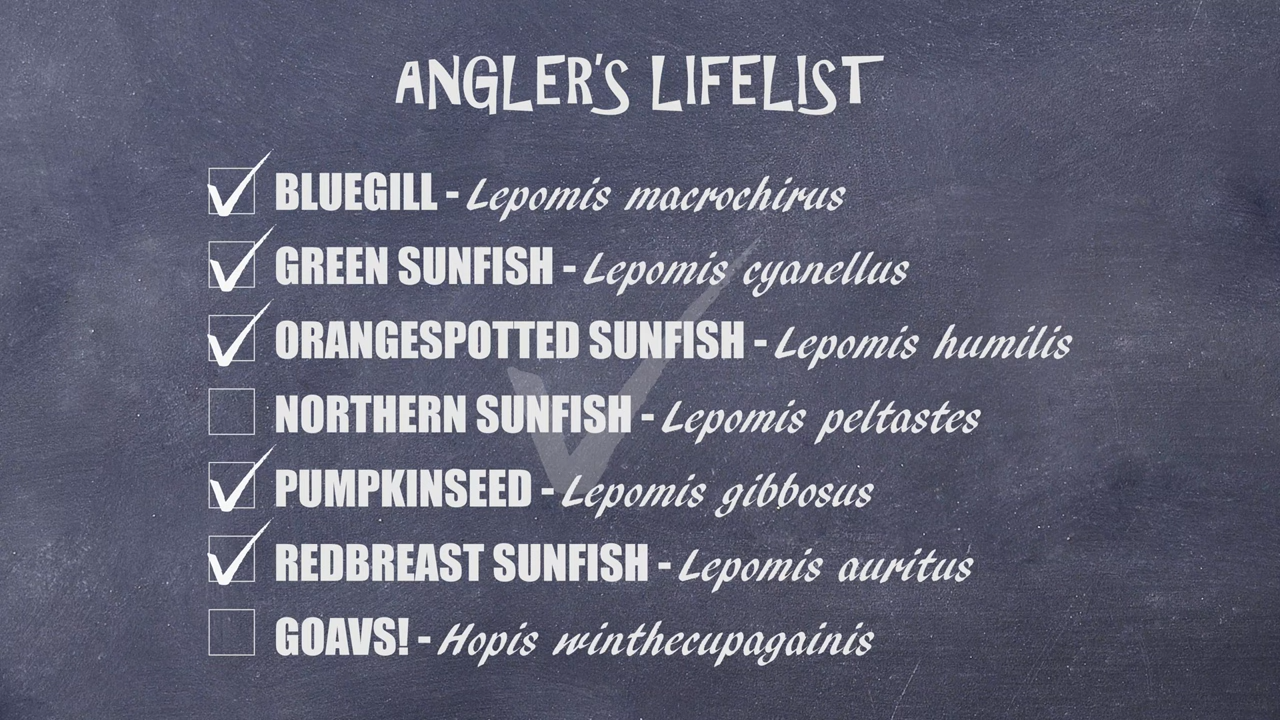 ANGLER'S LIFELIST
BLUEGILL - Lepomis macrochirus
GREEN SUNFISH - Lepomis cyanellus
ORANGESPOTTED SUNFISH - Lepomis humilis
NORTHERN SUNFISH - Lepomis peltastes
PUMPKINSEED - Lepomis gibbosus
REDBREAST SUNFISH - Lepomis auritus
GOAVS! - Hopis winthecupagainis